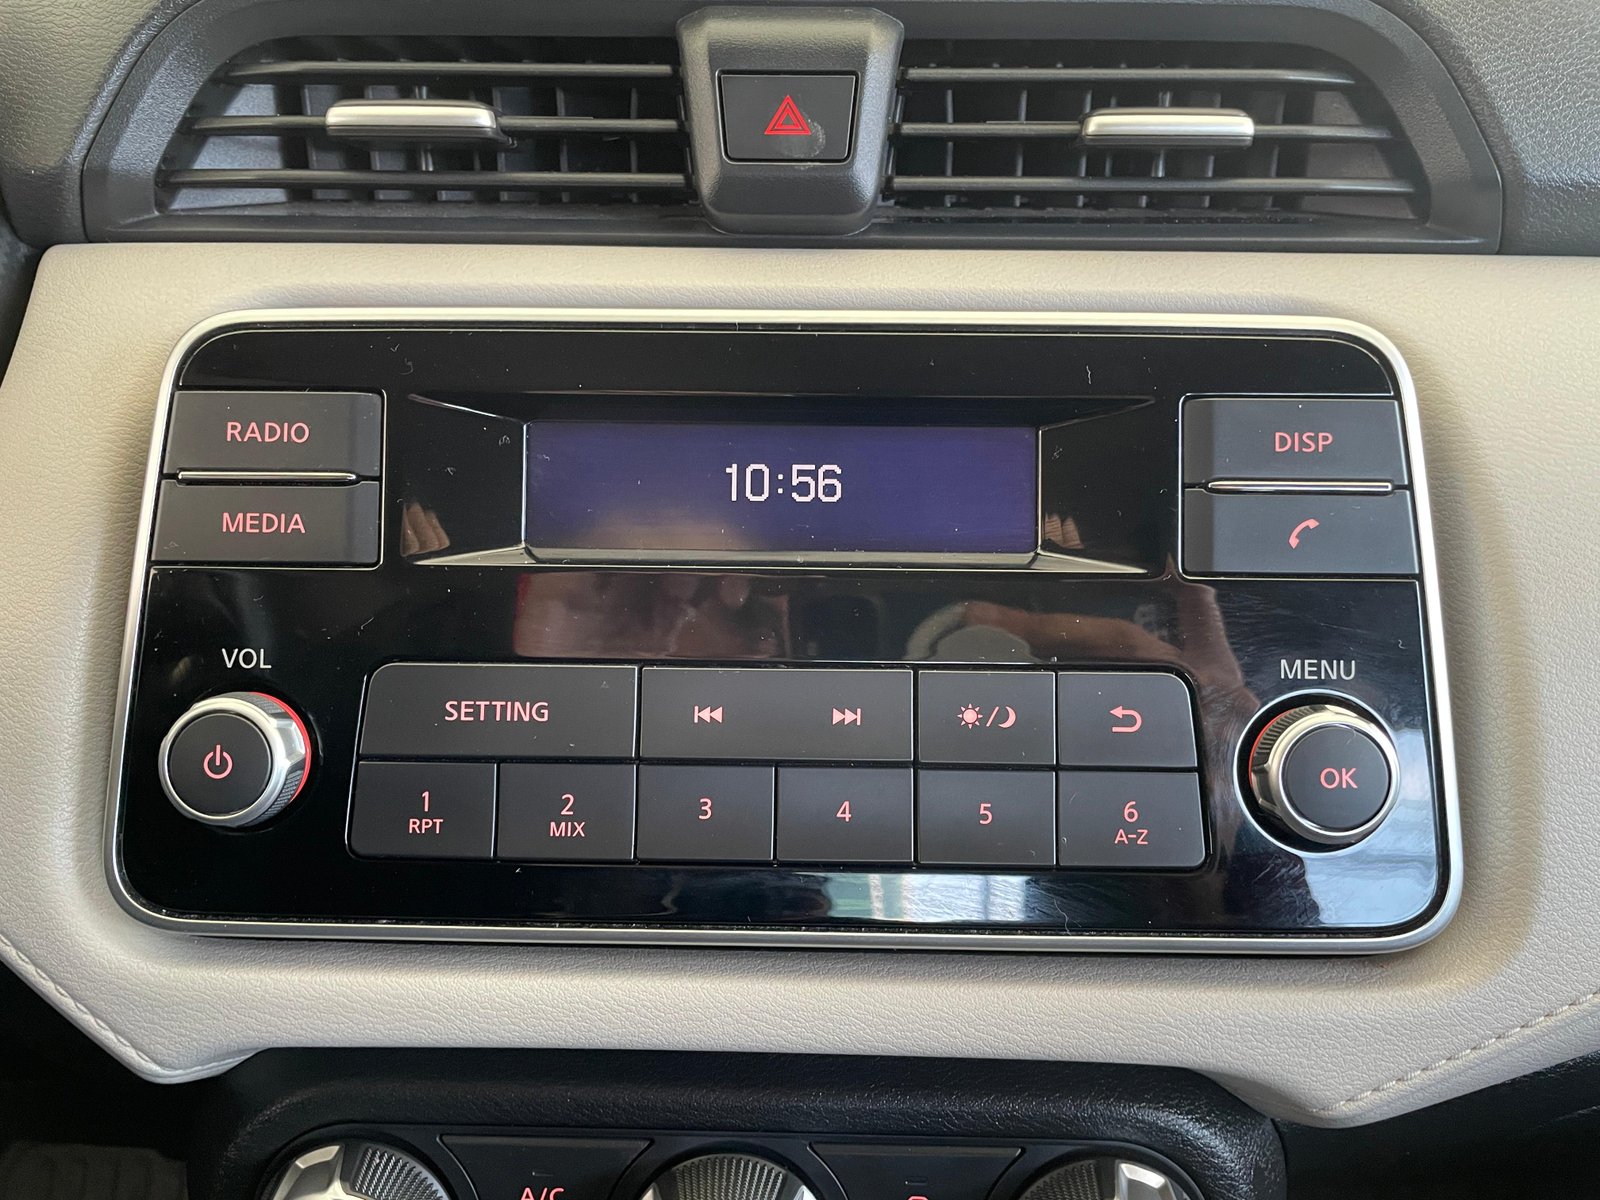 RADIO
MEDIA
10:56
DISP
VOL
MENU
SETTING
OK
1
RPT
2
MIX
3
4
5
6
A-Z
A/C